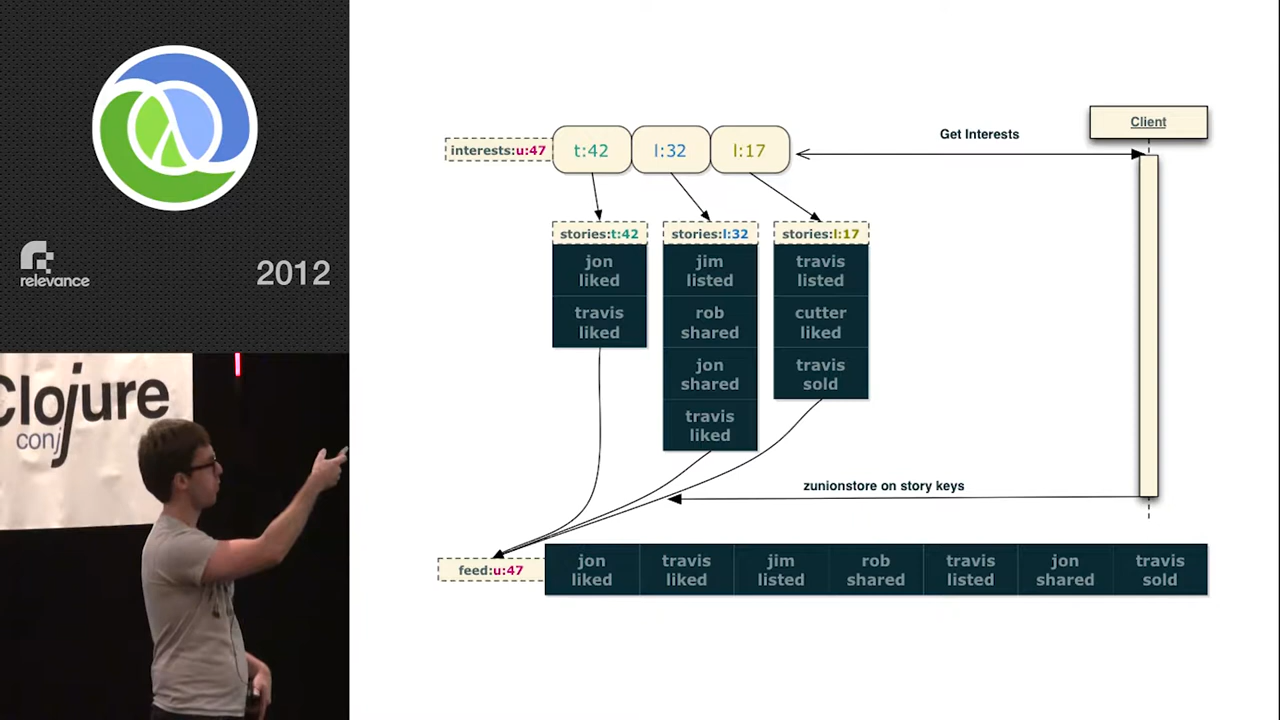 relevance
2012
Clojure
conj
interests:u:47
t:42
l:32
l:17
Get Interests
Client
stories:t:42
jon
liked
travis
liked
stories:l:32
jim
listed
rob
shared
jon
shared
travis
liked
stories:l:17
travis
listed
cutter
liked
travis
sold
zunionstore on story keys
feed:u:47
jon
liked
travis
liked
jim
listed
rob
shared
travis
listed
jon
shared
travis
sold